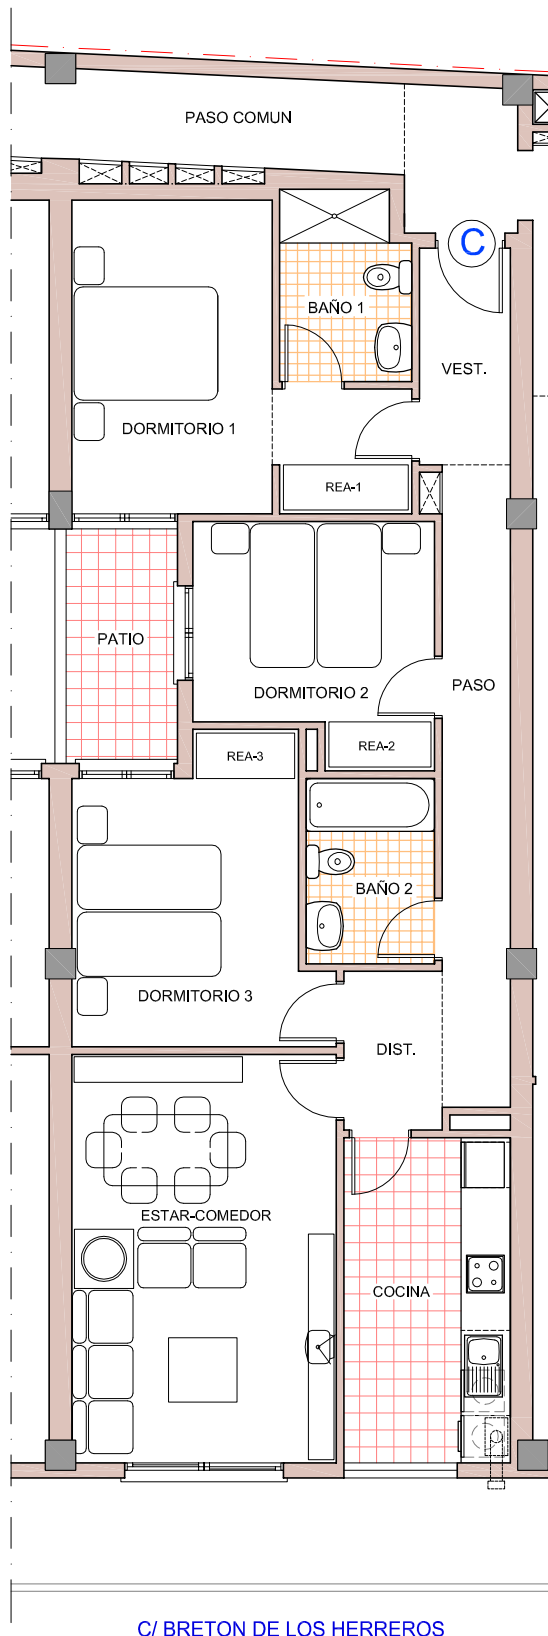 PASO COMUN
C
BAÑO 1
VEST.
DORMITORIO 1
REA-1
PATIO
DORMITORIO 2
PASO
REA-2
REA-3
BAÑO 2
DORMITORIO 3
DIST.
ESTAR-COMEDOR
COCINA
C/ BRETON DE LOS HERREROS